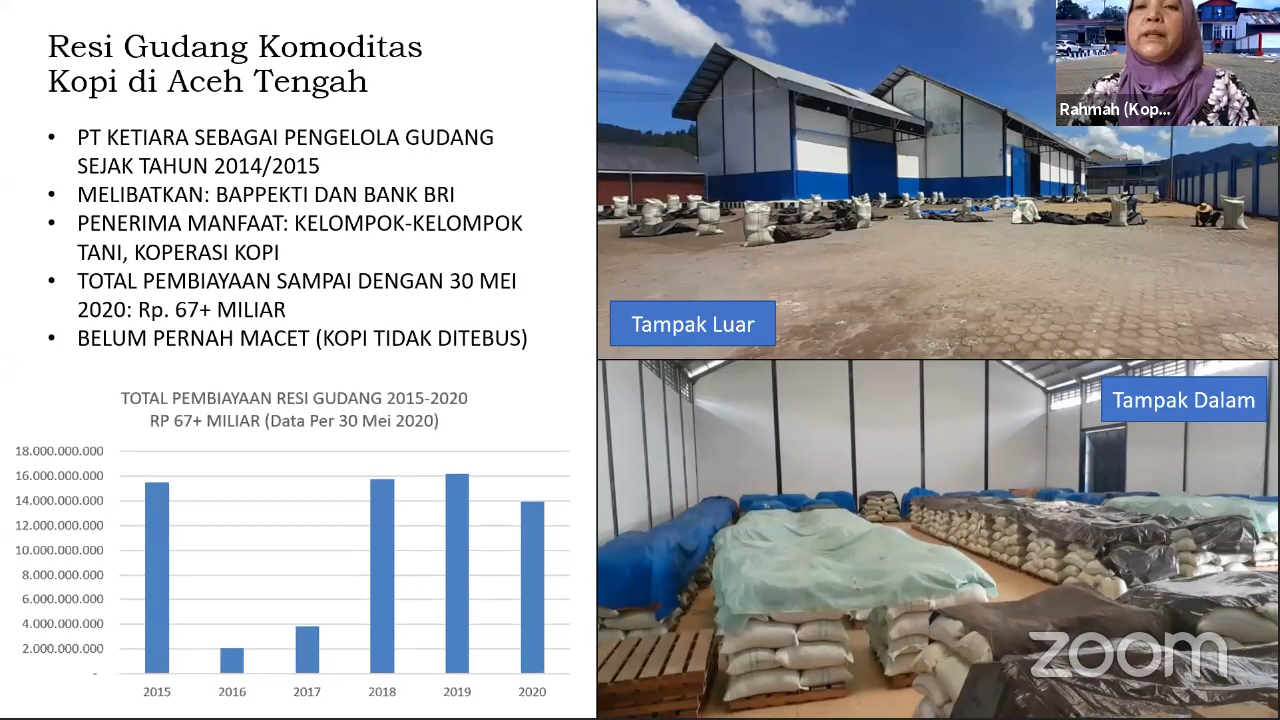 Resi Gudang Komoditas
Kopi di Aceh Tengah
• PT KETIARA SEBAGAI PENGELOLA GUDANG
SEJAK TAHUN 2014/2015
• MELIBATKAN: BAPPEKTI DAN BANK BRI
• PENERIMA MANFAAT: KELOMPOK-KELOMPOK
TANI, KOPERASI KOPI
• TOTAL PEMBIAYAAN SAMPAI DENGAN 30 MEI
2020: Rp. 67+ MILIAR
• BELUM PERNAH MACET (KOPI TIDAK DITEBUS)
TOTAL PEMBIAYAAN RESI GUDANG 2015-2020
RP 67+ MILIAR (Data Per 30 Mei 2020)
18.000.000.000
16.000.000.000
14.000.000.000
12.000.000.000
10.000.000.000
8.000.000.000
6.000.000.000
4.000.000.000
2.000.000.000
-
2015 2016 2017 2018 2019 2020
Rahmah (Kop...
Tampak Luar
Tampak Dalam
zoom